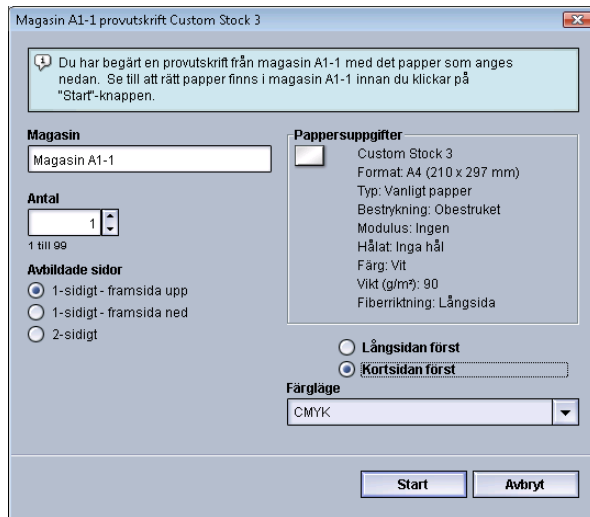 Magasin A1-1 provutskrift Custom Stock 3
Du har begärt en provutskrift från magasin A1-1 med det papper som anges
nedan. Se till att rätt papper finns i magasin A1-1 innan du klickar på
"Start"-knappen.
Magasin
Magasin A1-1
Antal
1
1 till 99
Avbildade sidor
1-sidigt - framsida upp
1-sidigt - framsida ned
2-sidigt
Pappersuppgifter
Custom Stock 3
Format: A4 (210 x 297 mm)
Typ: Vanligt papper
Bestrykning: Obestruket
Modulus: Ingen
Hålat: Inga hål
Färg: Vit
Vikt (g/m²): 90
Fiberriktning: Långsida
Långsidan först
Kortsidan först
Färgläge
CMYK
Start
Avbryt